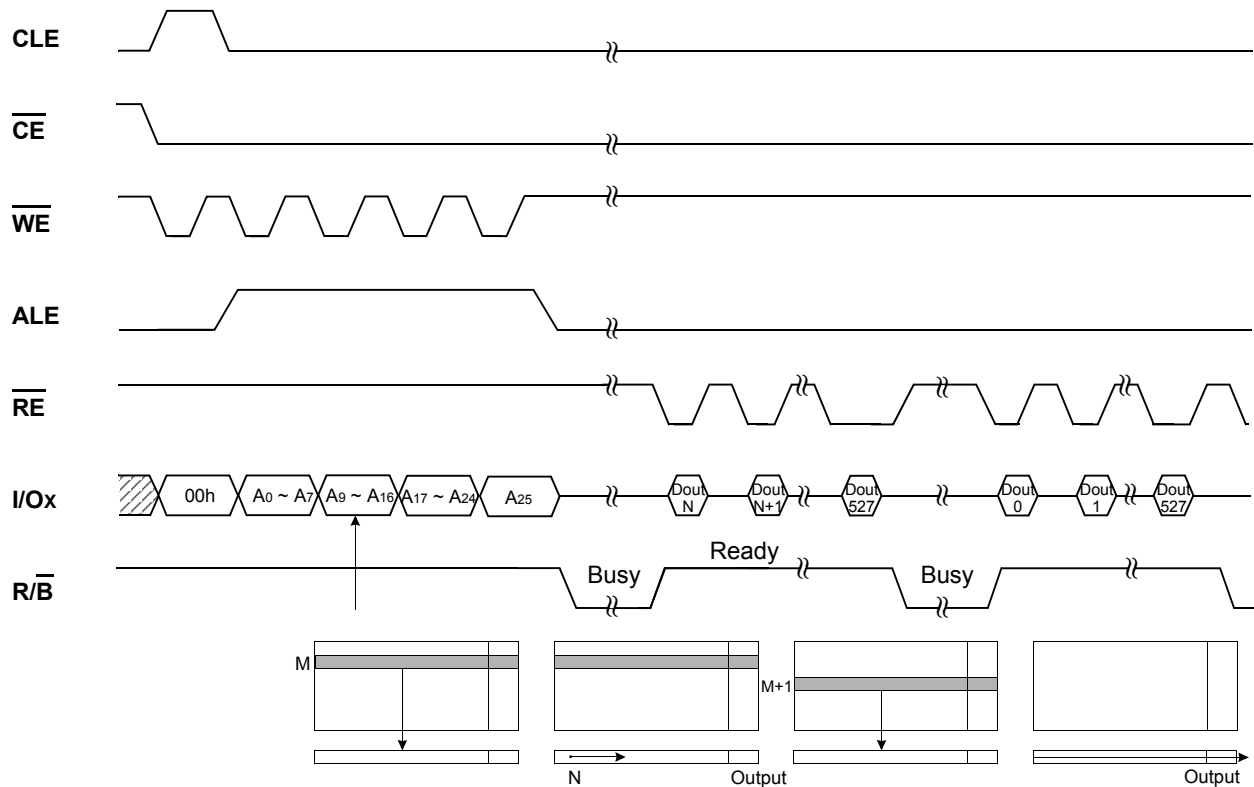 CLE
CE
WE
ALE
RE
I/Ox
00h
A0 ~ A7
A9 ~ A16
A17 ~ A24
A25
Dout
N
Dout
N+1
Dout
527
Dout
0
Dout
1
Dout
527
R/B
Busy
Ready
Busy
M
M+1
N
Output
Output